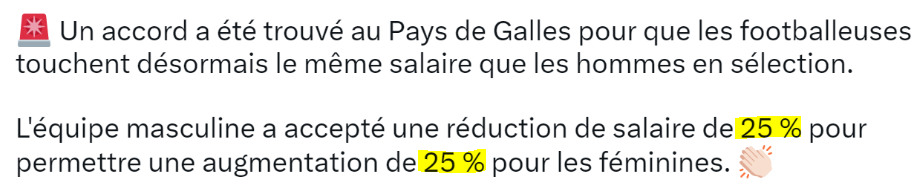 🚨 Un accord a été trouvé au Pays de Galles pour que les footballeuses
touchent désormais le même salaire que les hommes en sélection.
L'équipe masculine a accepté une réduction de salaire de 25 % pour
permettre une augmentation de 25 % pour les féminines. 👏🏻